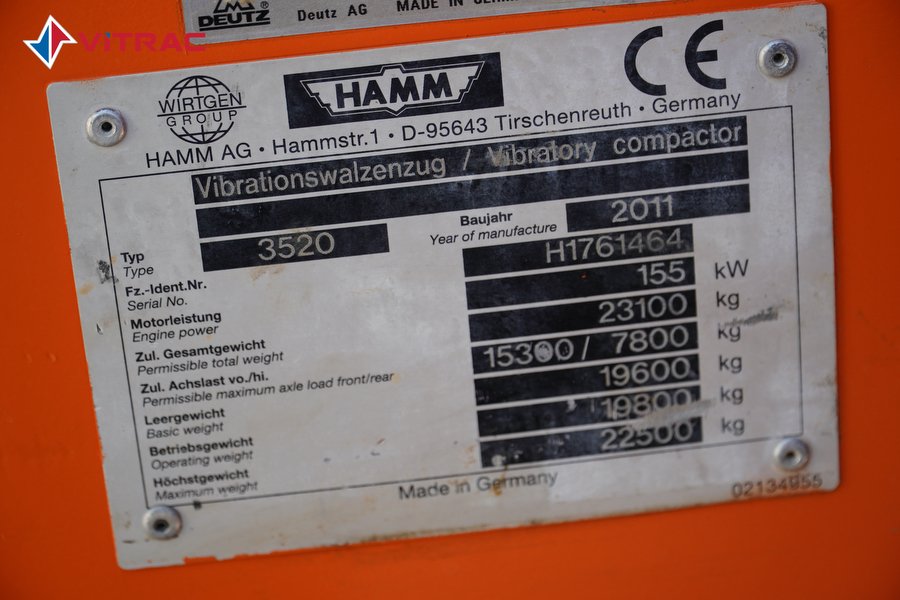 DEUTZ Deutz AG MADE IN
VITRAC
WIRTGEN GROUP
HAMM
CE
HAMM AG · Hammstr.1 · D-95643 Tirschenreuth · Germany
Vibrationswalzenzug / Vibratory compactor
Typ
Type
3520
Baujahr
Year of manufacture
2011
Fz.-Ident.Nr.
Serial No.
H1761464
Motorleistung
Engine power
155 kW
Zul. Gesamtgewicht
Permissible total weight
23100 kg
Zul. Achslast vo./hi.
Permissible maximum axle load front/rear
15300 / 7800 kg
Leergewicht
Basic weight
19600 kg
Betriebsgewicht
Operating weight
19800 kg
Höchstgewicht
Maximum weight
22500 kg
Made in Germany
02134955